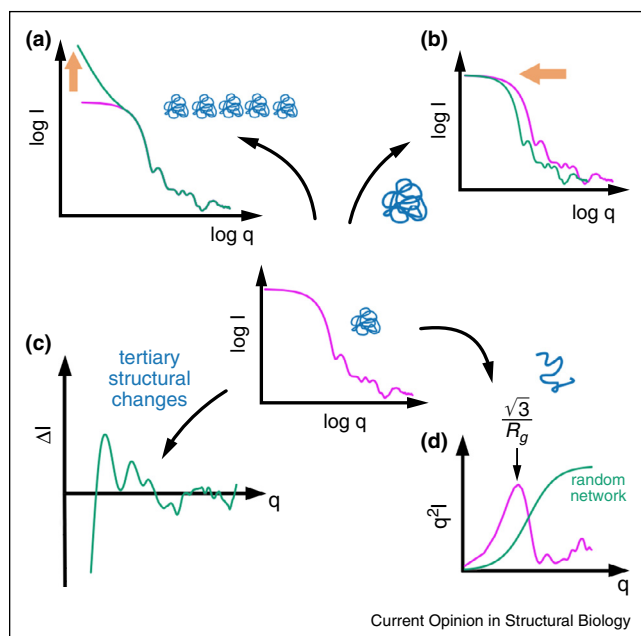 (a)
log I
log q
(b)
log I
log q
log I
log q
(c)
tertiary
structural
changes
ΔI
q
√3
R_g
(d)
random
network
q²I
q
Current Opinion in Structural Biology